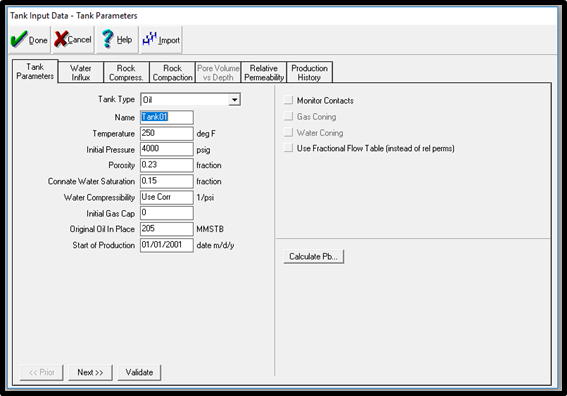 Tank Input Data - Tank Parameters
Done Cancel Help Import
Tank Parameters Water Influx Rock Compress. Rock Compaction Pore Volume vs Depth Relative Permeability Production History
Tank Type Oil
Name Tank01
Temperature 250 deg F
Initial Pressure 4000 psig
Porosity 0.23 fraction
Connate Water Saturation 0.15 fraction
Water Compressibility Use Corr 1/psi
Initial Gas Cap 0
Original Oil In Place 205 MMSTB
Start of Production 01/01/2001 date m/d/y
Monitor Contacts
Gas Coning
Water Coning
Use Fractional Flow Table (instead of rel perms)
Calculate Pb...
<< Prior Next >> Validate